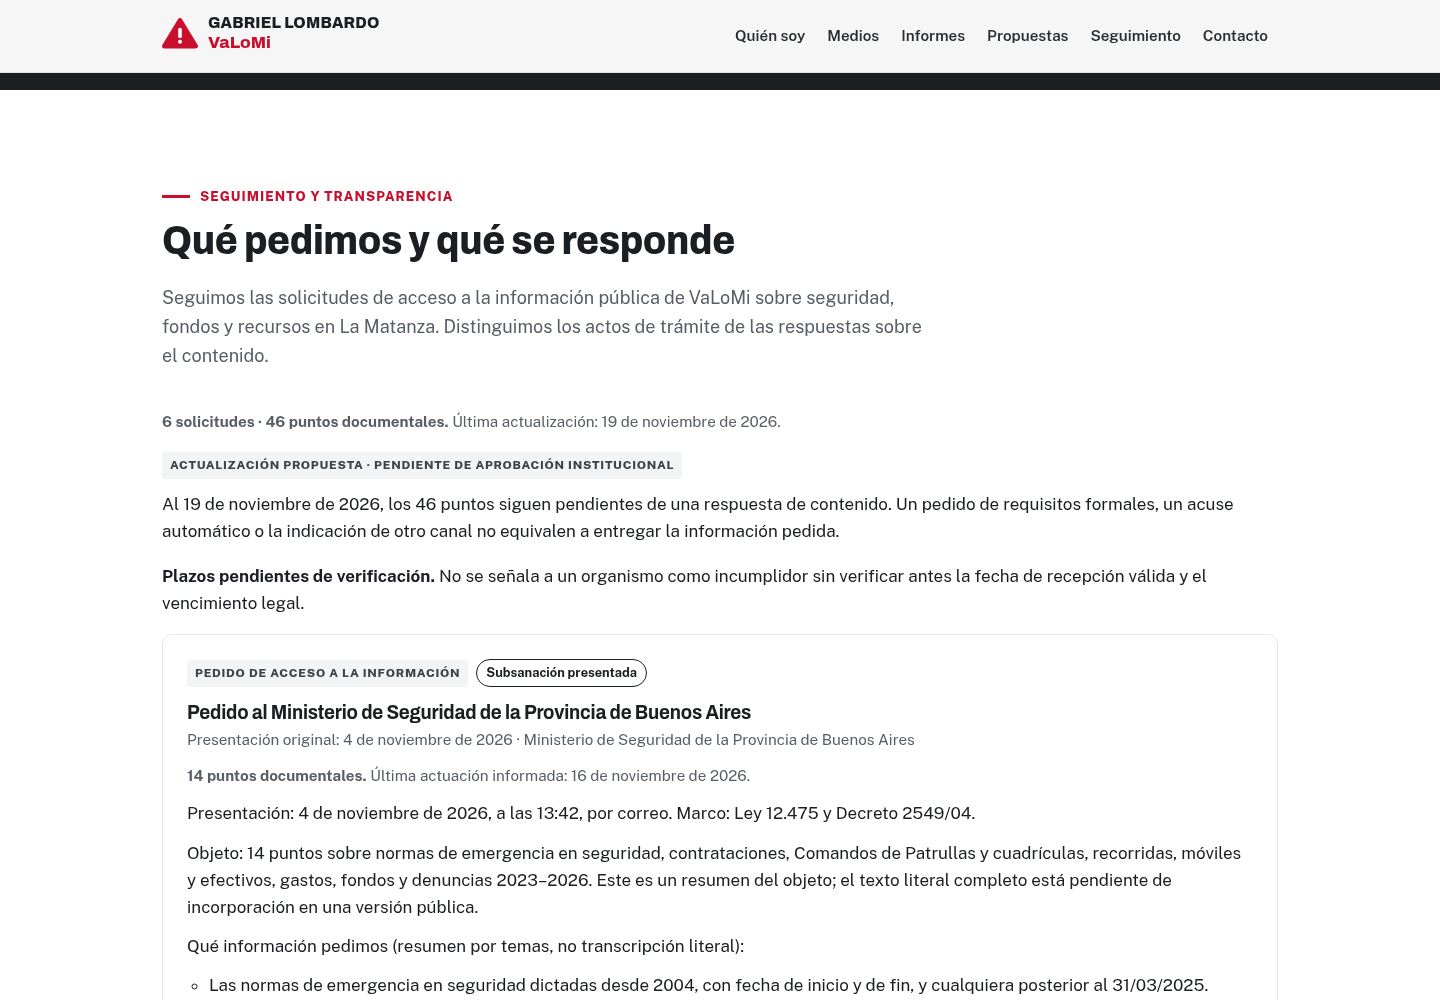 GABRIEL LOMBARDO
VaLoMi
Quién soy Medios Informes Propuestas Seguimiento Contacto
SEGUIMIENTO Y TRANSPARENCIA
Qué pedimos y qué se responde
Seguimos las solicitudes de acceso a la información pública de VaLoMi sobre seguridad,
fondos y recursos en La Matanza. Distinguimos los actos de trámite de las respuestas sobre
el contenido.
6 solicitudes · 46 puntos documentales. Última actualización: 19 de noviembre de 2026.
ACTUALIZACIÓN PROPUESTA · PENDIENTE DE APROBACIÓN INSTITUCIONAL
Al 19 de noviembre de 2026, los 46 puntos siguen pendientes de una respuesta de contenido. Un pedido de requisitos formales, un acuse
automático o la indicación de otro canal no equivalen a entregar la información pedida.
Plazos pendientes de verificación. No se señala a un organismo como incumplidor sin verificar antes la fecha de recepción válida y el
vencimiento legal.
PEDIDO DE ACCESO A LA INFORMACIÓN Subsanación presentada
Pedido al Ministerio de Seguridad de la Provincia de Buenos Aires
Presentación original: 4 de noviembre de 2026 · Ministerio de Seguridad de la Provincia de Buenos Aires
14 puntos documentales. Última actuación informada: 16 de noviembre de 2026.
Presentación: 4 de noviembre de 2026, a las 13:42, por correo. Marco: Ley 12.475 y Decreto 2549/04.
Objeto: 14 puntos sobre normas de emergencia en seguridad, contrataciones, Comandos de Patrullas y cuadrículas, recorridas, móviles
y efectivos, gastos, fondos y denuncias 2023–2026. Este es un resumen del objeto; el texto literal completo está pendiente de
incorporación en una versión pública.
Qué información pedimos (resumen por temas, no transcripción literal):
Las normas de emergencia en seguridad dictadas desde 2004, con fecha de inicio y de fin, y cualquiera posterior al 31/03/2025.